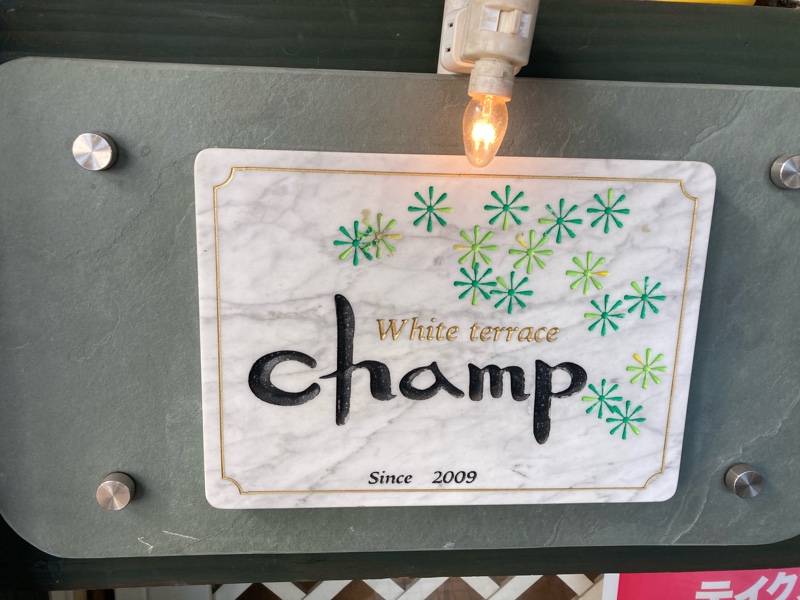 White terrace
champ
Since 2009
テイク